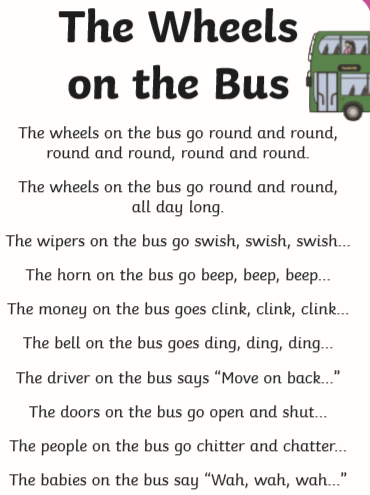 The Wheels
on the Bus
The wheels on the bus go round and round,
round and round, round and round.
The wheels on the bus go round and round,
all day long.
The wipers on the bus go swish, swish, swish...
The horn on the bus go beep, beep, beep...
The money on the bus goes clink, clink, clink...
The bell on the bus goes ding, ding, ding...
The driver on the bus says “Move on back...”
The doors on the bus go open and shut...
The people on the bus go chitter and chatter...
The babies on the bus say “Wah, wah, wah...”